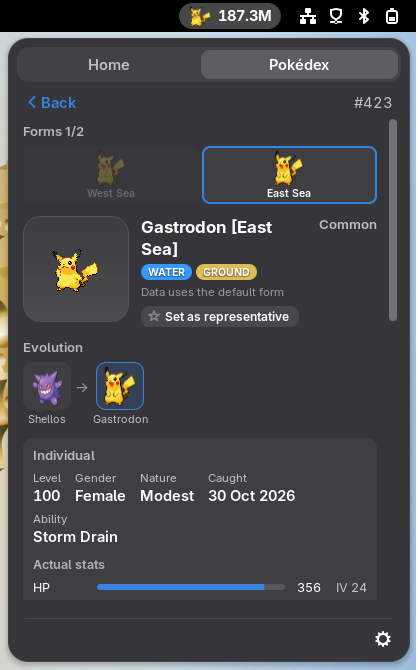 187.3M
Home
Pokédex
Back
#423
Forms 1/2
West Sea
East Sea
Gastrodon [East Sea]
Common
WATER
GROUND
Data uses the default form
Set as representative
Evolution
Shellos
Gastrodon
Individual
Level
Gender
Nature
Caught
100
Female
Modest
30 Oct 2026
Ability
Storm Drain
Actual stats
HP
356
IV 24